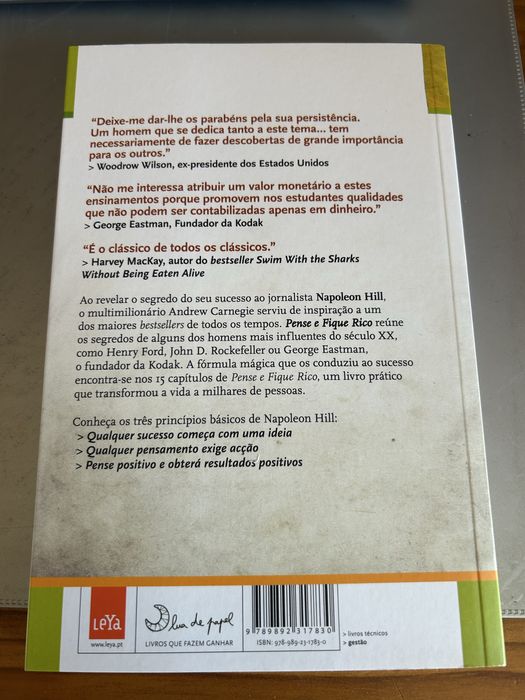 “Deixe-me dar-lhe os parabéns pela sua persistência.
Um homem que se dedica tanto a este tema... tem
necessariamente de fazer descobertas de grande importância
para os outros.”
> Woodrow Wilson, ex-presidente dos Estados Unidos
“Não me interessa atribuir um valor monetário a estes
ensinamentos porque promovem nos estudantes qualidades
que não podem ser contabilizadas apenas em dinheiro.”
> George Eastman, Fundador da Kodak
“É o clássico de todos os clássicos.”
> Harvey MacKay, autor do bestseller Swim With the Sharks
Without Being Eaten Alive
Ao revelar o segredo do seu sucesso ao jornalista Napoleon Hill,
o multimilionário Andrew Carnegie serviu de inspiração a um
dos maiores bestsellers de todos os tempos. Pense e Fique Rico reúne
os segredos de alguns dos homens mais influentes do século XX,
como Henry Ford, John D. Rockefeller ou George Eastman,
o fundador da Kodak. A fórmula mágica que os conduziu ao sucesso
encontra-se nos 15 capítulos de Pense e Fique Rico, um livro prático
que transformou a vida a milhares de pessoas.
Conheça os três princípios básicos de Napoleon Hill:
> Qualquer sucesso começa com uma ideia
> Qualquer pensamento exige acção
> Pense positivo e obterá resultados positivos
LeYa
www.leya.pt
lua de papel
LIVROS QUE FAZEM GANHAR
9 789892 317830
ISBN: 978-989-23-1783-0
> livros técnicos
> gestão